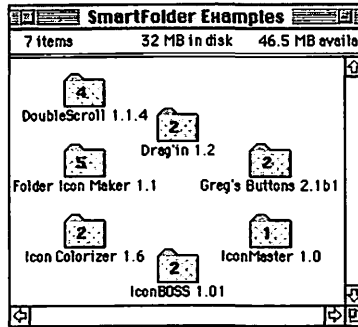 SmartFolder Examples
7 items 32 MB in disk 46.5 MB availa
4
DoubleScroll 1.1.4
2
Drag'in 1.2
5
Folder Icon Maker 1.1
2
Greg's Buttons 2.1b1
2
Icon Colorizer 1.6
1
IconMaster 1.0
2
IconBOSS 1.01